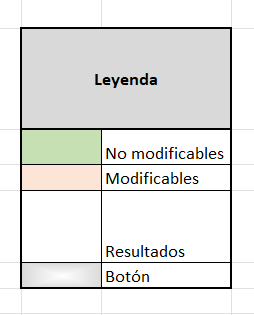 Leyenda
No modificables
Modificables
Resultados
Botón